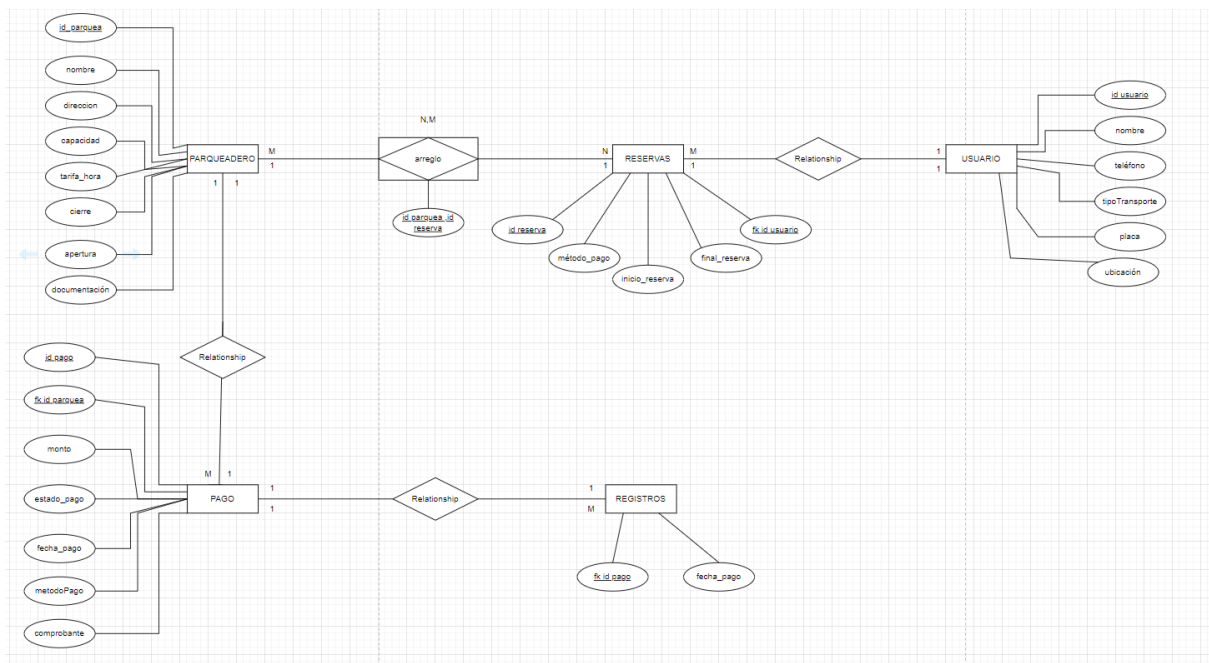 id_parquea
nombre
direccion
capacidad
tarifa_hora
cierre
apertura
documentación
PARQUEADERO
M
1
1
1
N,M
arreglo
id parquea ,id
reserva
N
1
RESERVAS
M
1
id reserva
método_pago
inicio_reserva
final_reserva
fk id usuario
Relationship
1
1
USUARIO
id usuario
nombre
teléfono
tipoTransporte
placa
ubicación
Relationship
id pago
fk id parquea
monto
estado_pago
fecha_pago
metodoPago
comprobante
M
1
PAGO
1
1
Relationship
1
M
REGISTROS
fk id pago
fecha_pago